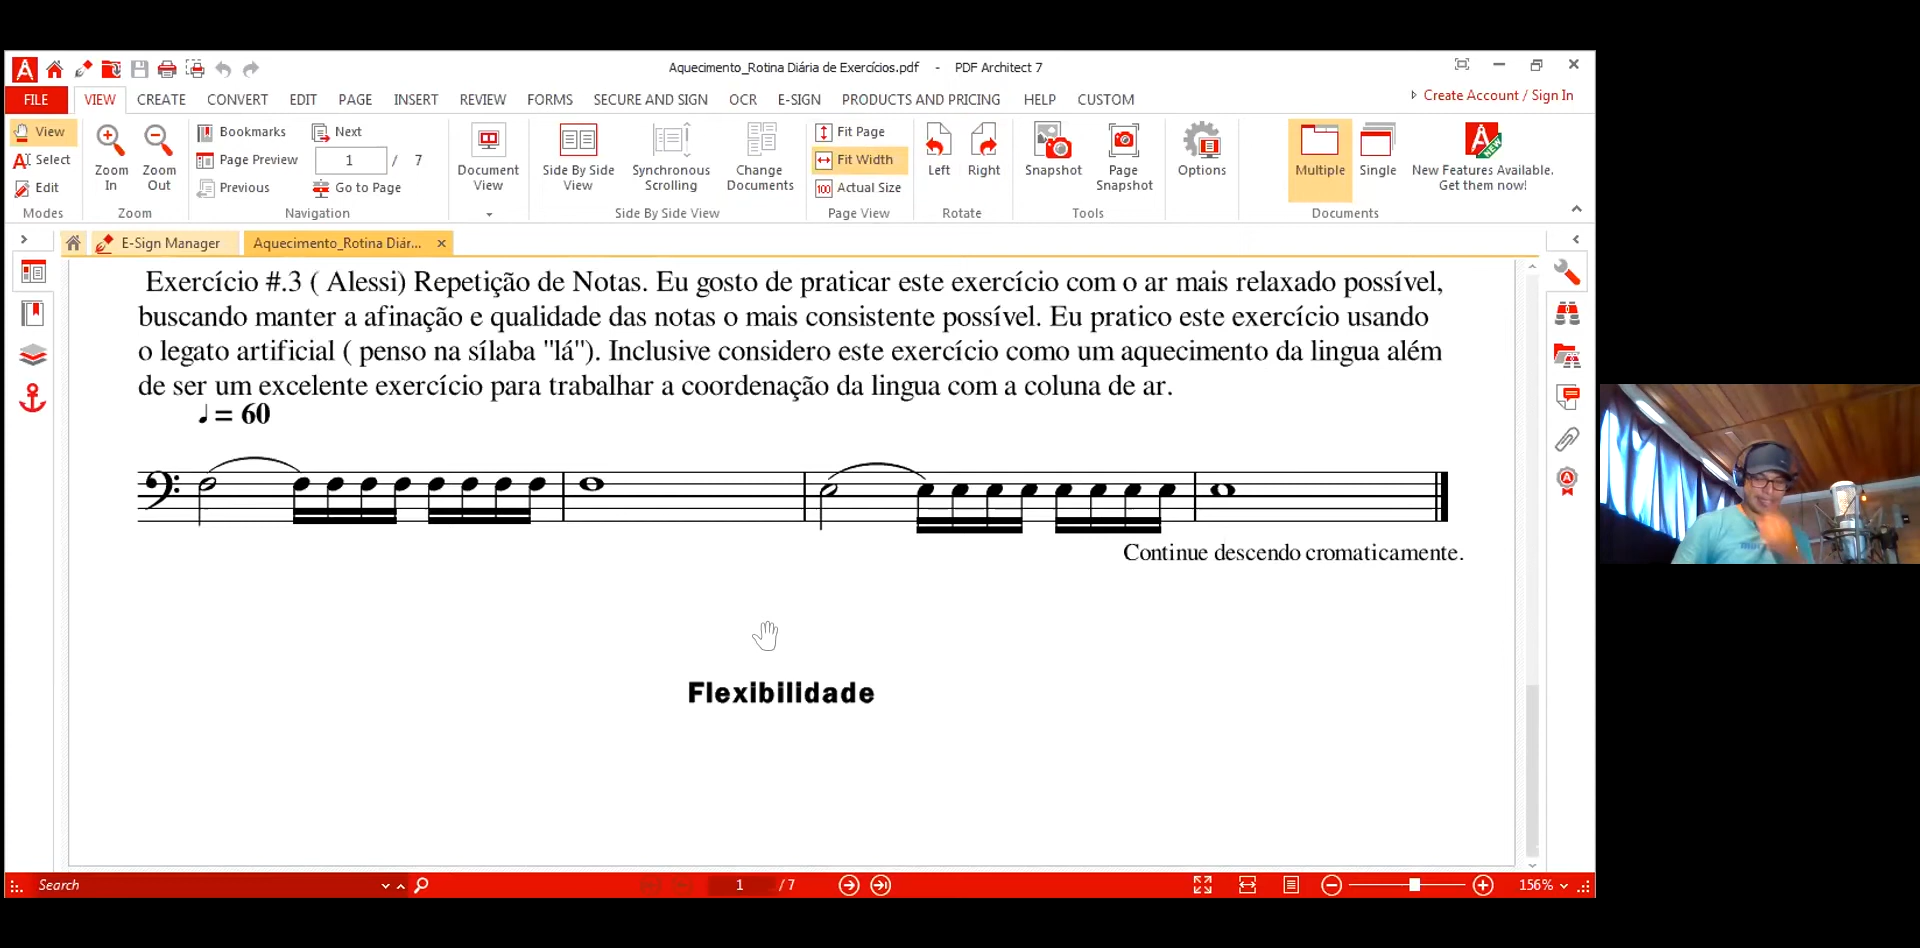 Aquecimento_Rotina Diária de Exercícios.pdf - PDF Architect 7
FILE VIEW CREATE CONVERT EDIT PAGE INSERT REVIEW FORMS SECURE AND SIGN OCR E-SIGN PRODUCTS AND PRICING HELP CUSTOM
Create Account / Sign In
View
Select
Edit
Modes
Zoom In
Zoom Out
Zoom
Bookmarks
Page Preview
Previous
Next
1 / 7
Go to Page
Navigation
Document View
Side By Side View
Synchronous Scrolling
Change Documents
Side By Side View
Fit Page
Fit Width
100 Actual Size
Page View
Left
Right
Rotate
Snapshot
Page Snapshot
Tools
Options
Multiple
Single
Documents
NEW
New Features Available.
Get them now!
E-Sign Manager
Aquecimento_Rotina Diár...
Exercício #.3 ( Alessi) Repetição de Notas. Eu gosto de praticar este exercício com o ar mais relaxado possível,
buscando manter a afinação e qualidade das notas o mais consistente possível. Eu pratico este exercício usando
o legato artificial ( penso na sílaba "lá"). Inclusive considero este exercício como um aquecimento da lingua além
de ser um excelente exercício para trabalhar a coordenação da lingua com a coluna de ar.
♩ = 60
Continue descendo cromaticamente.
Flexibilidade
Search
1 / 7
156%